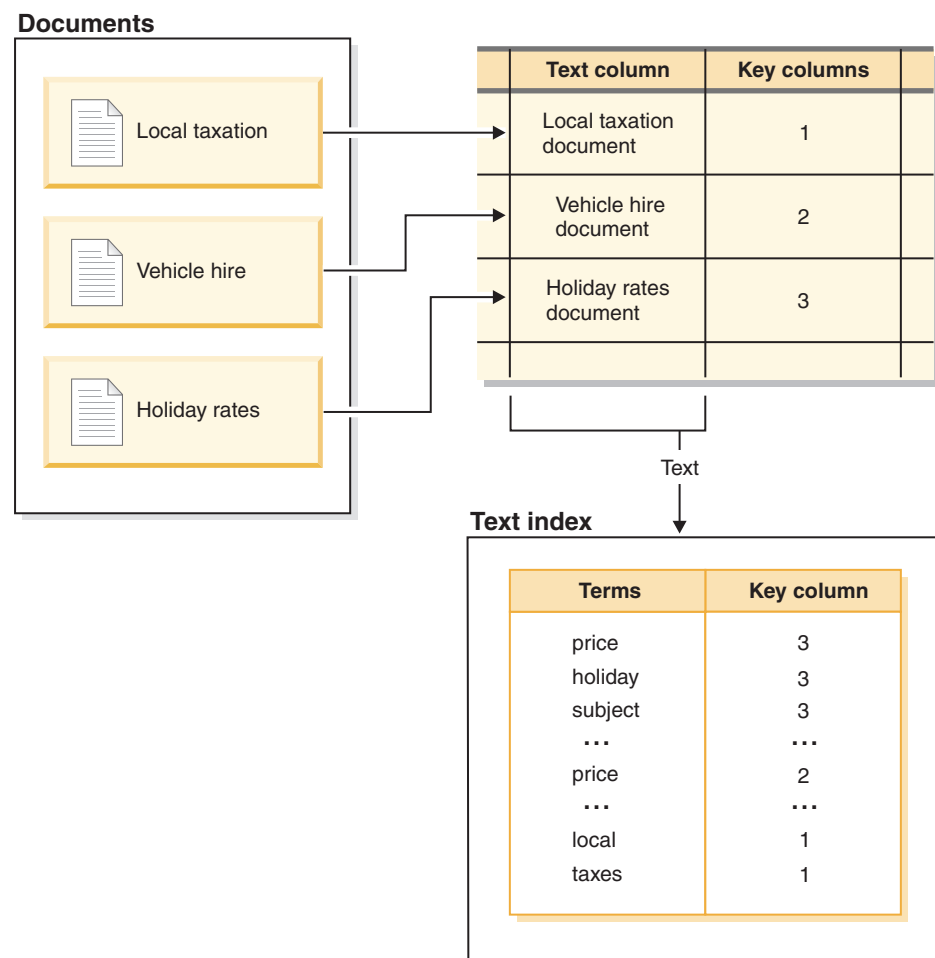 Documents
Local taxation
Vehicle hire
Holiday rates
Text column Key columns
Local taxation
document 1
Vehicle hire
document 2
Holiday rates
document 3
Text
Text index
Terms Key column
price 3
holiday 3
subject 3
... ...
price 2
... ...
local 1
taxes 1